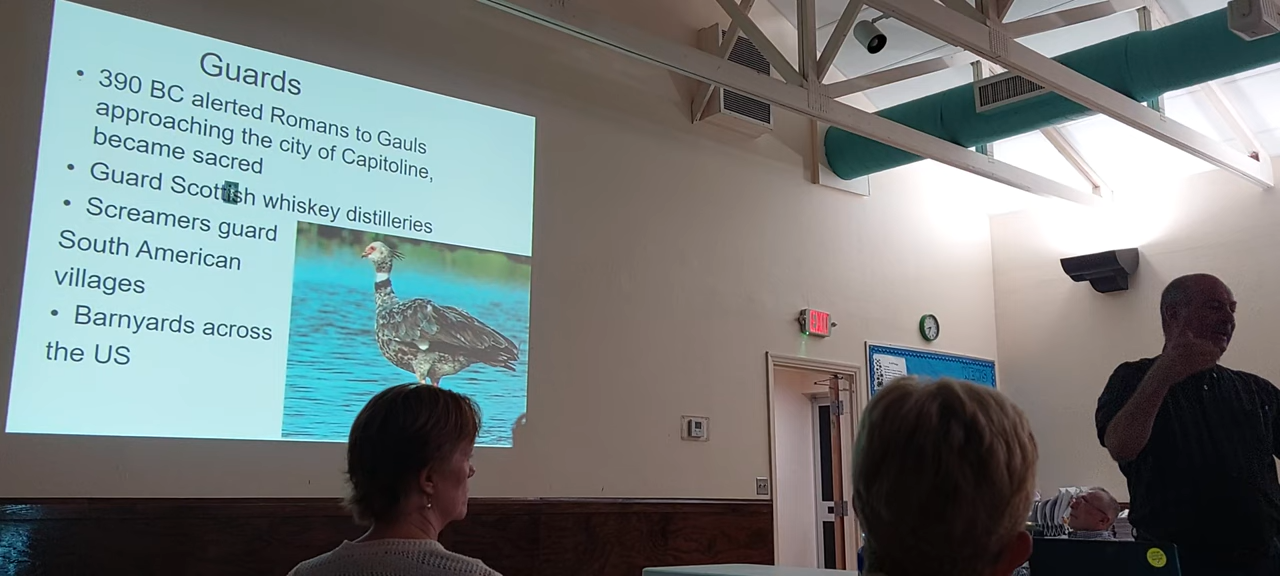 Guards
• 390 BC alerted Romans to Gauls
approaching the city of Capitoline,
became sacred
• Guard Scottish whiskey distilleries
• Screamers guard
South American
villages
• Barnyards across
the US
EXIT